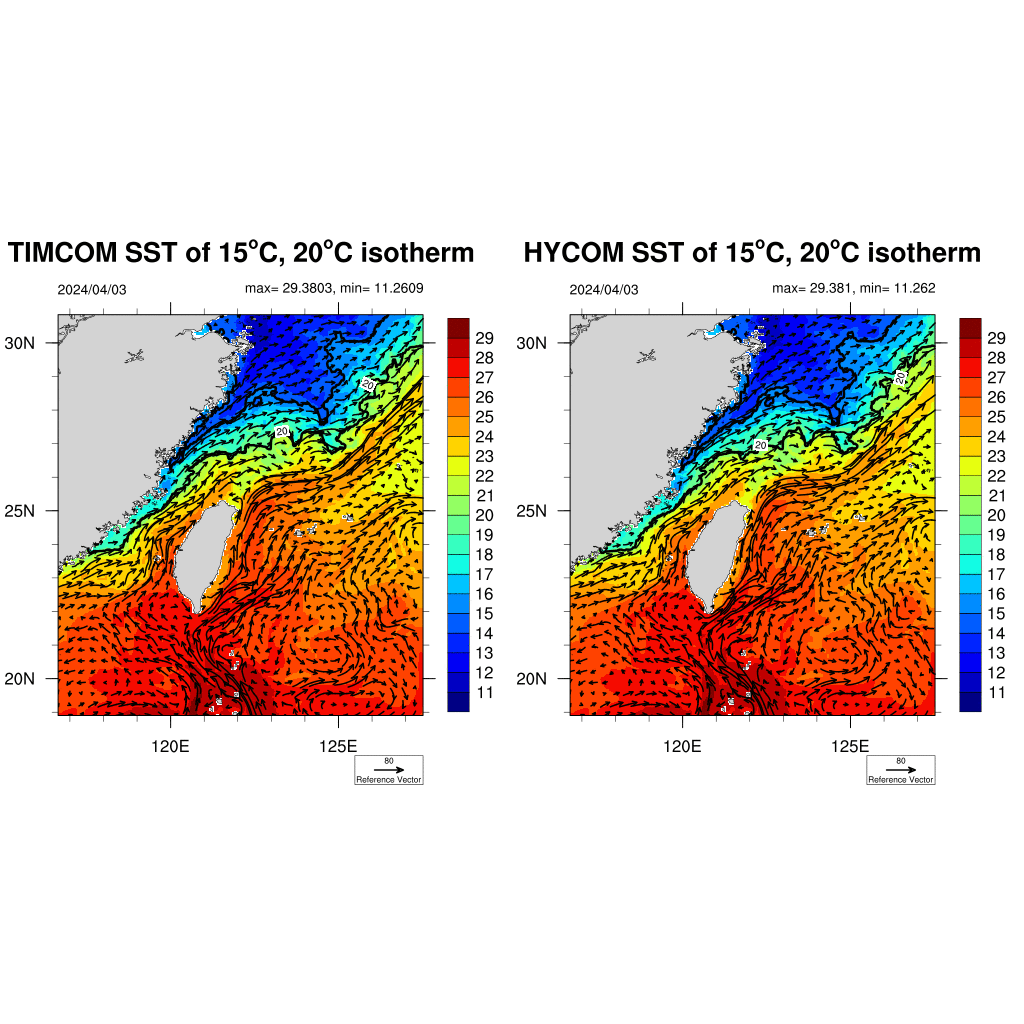 TIMCOM SST of 15°C, 20°C isotherm
2024/04/03
max= 29.3803, min= 11.2609
30N
25N
20N
120E
125E
20
20
29
28
27
26
25
24
23
22
21
20
19
18
17
16
15
14
13
12
11
80
Reference Vector
HYCOM SST of 15°C, 20°C isotherm
2024/04/03
max= 29.381, min= 11.262
30N
25N
20N
120E
125E
20
20
29
28
27
26
25
24
23
22
21
20
19
18
17
16
15
14
13
12
11
80
Reference Vector